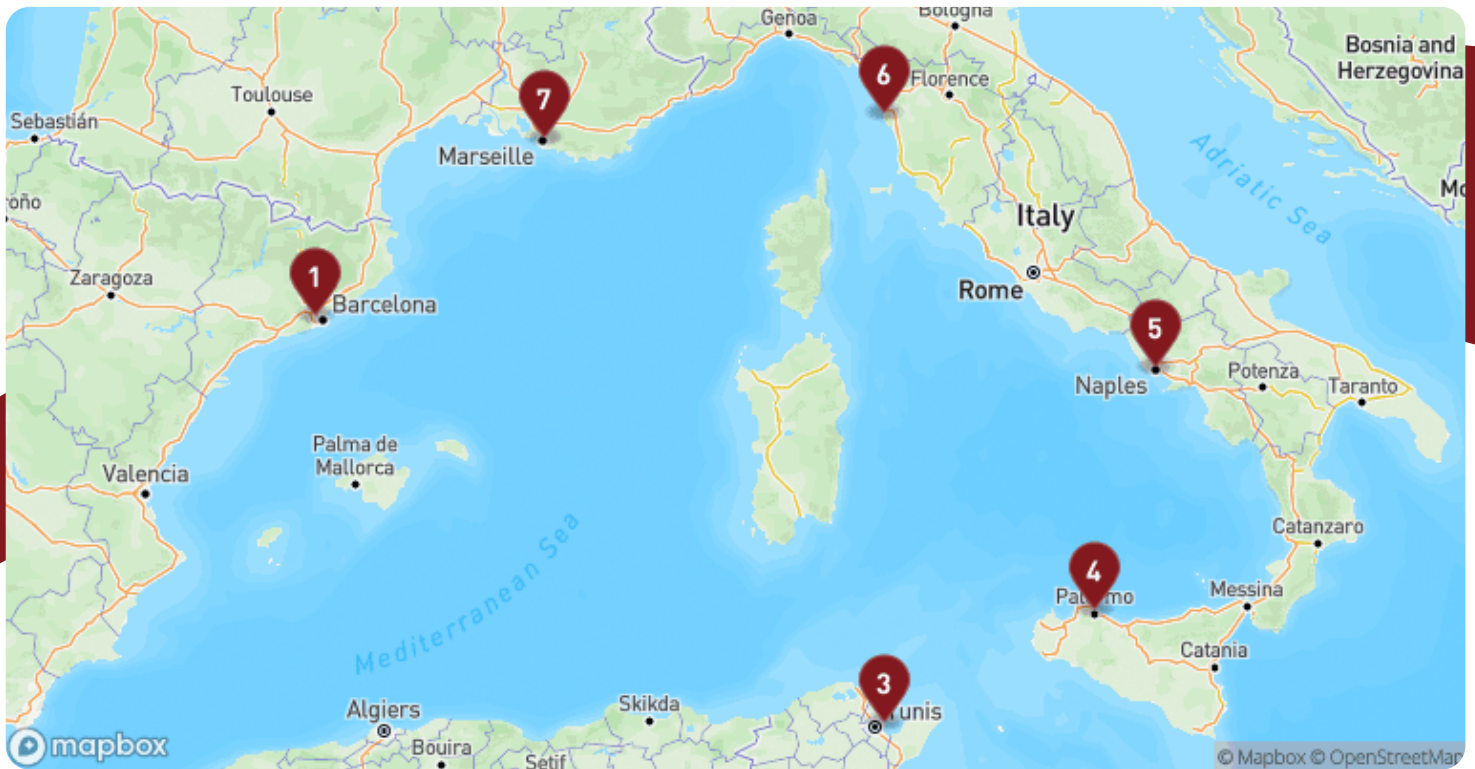 Genoa
Bologna
Bosnia and
Herzegovina
6
Florence
7
Toulouse
Sebastián
Marseille
Adriatic Sea
oño
Mo
Italy
1
Zaragoza
Barcelona
Rome
5
Naples
Potenza
Taranto
Palma de
Mallorca
Valencia
Catanzaro
Mediterranean Sea
4
Palermo
Messina
Catania
3
Tunis
Skikda
Algiers
Bouira
Setif
mapbox
© Mapbox © OpenStreetMap